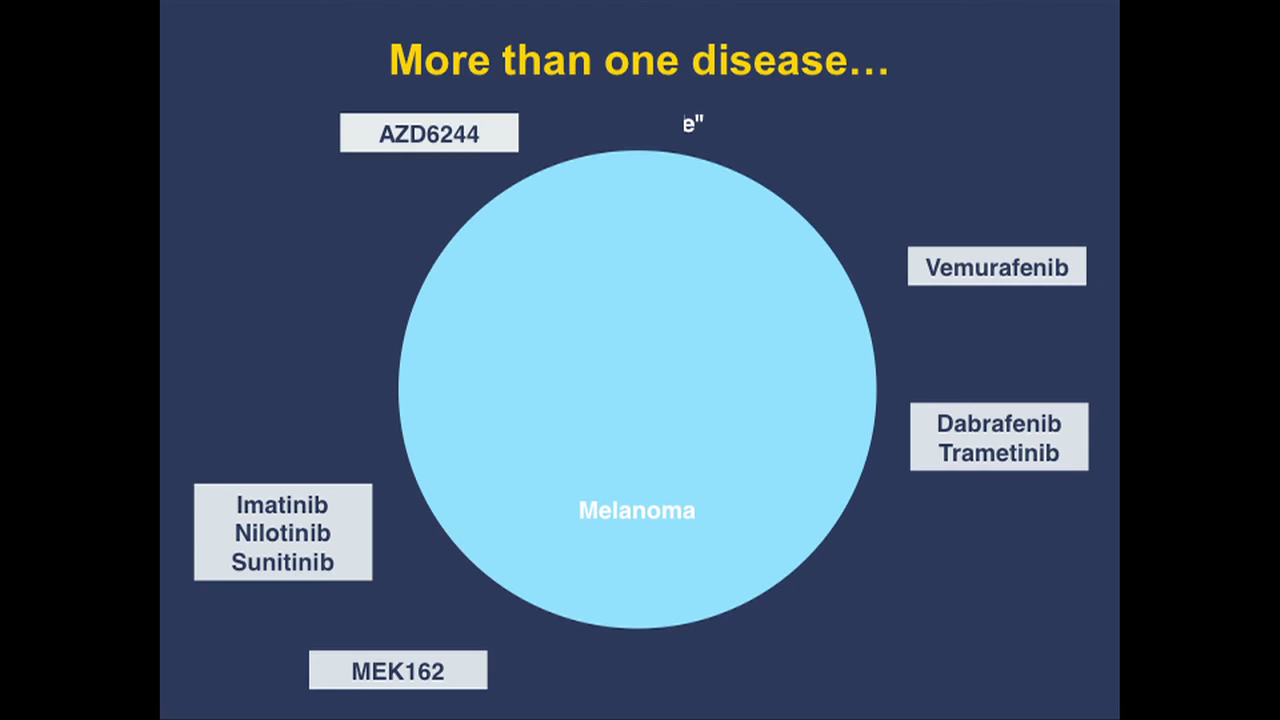 More than one disease…
AZD6244
e"
Vemurafenib
Dabrafenib
Trametinib
Imatinib
Nilotinib
Sunitinib
Melanoma
MEK162